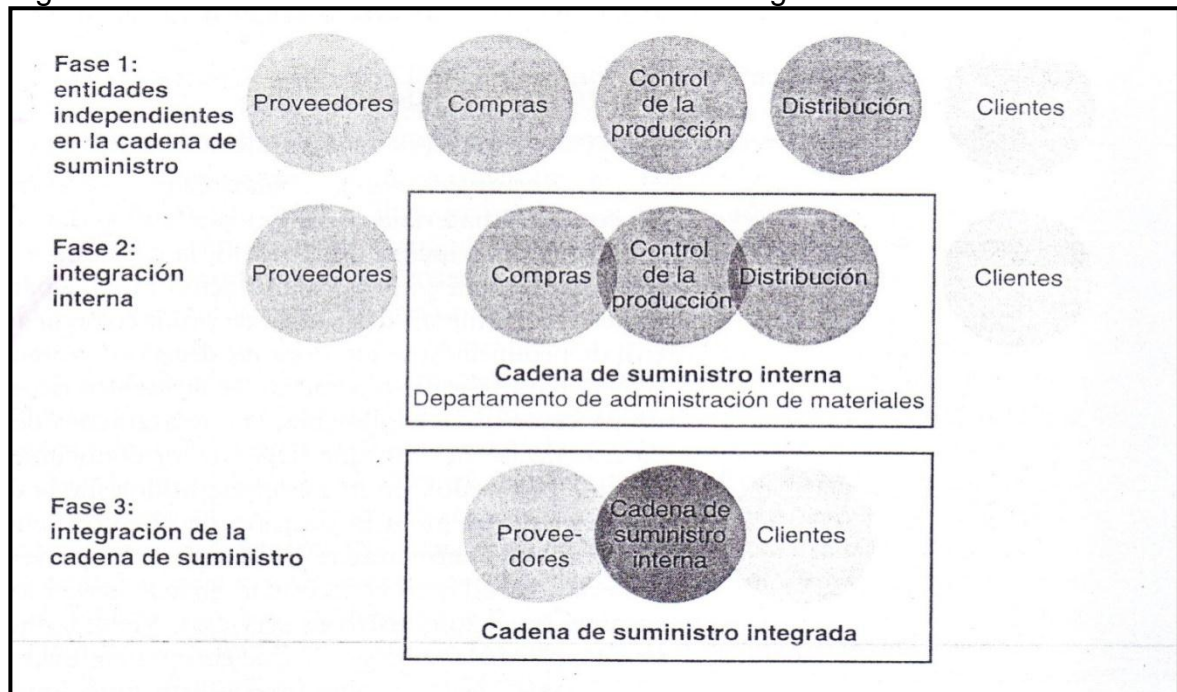 Fase 1:
entidades
independientes
en la cadena de
suministro
Proveedores
Compras
Control
de la
producción
Distribución
Clientes
Fase 2:
integración
interna
Proveedores
Compras
Control
de la
producción
Distribución
Clientes
Cadena de suministro interna
Departamento de administración de materiales
Fase 3:
integración de la
cadena de suministro
Provee-
dores
Cadena de
suministro
interna
Clientes
Cadena de suministro integrada